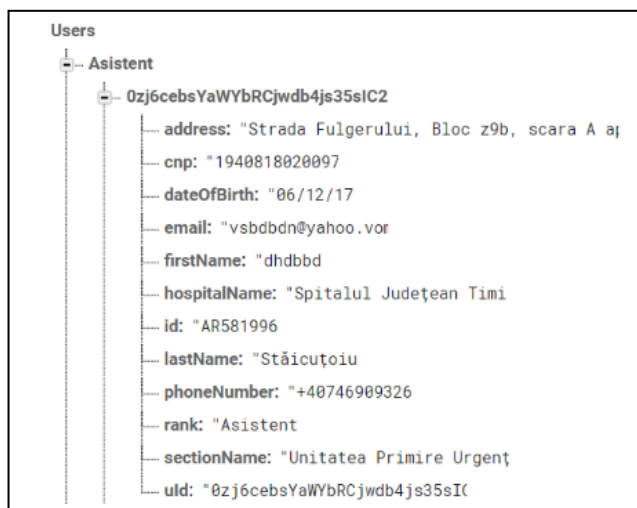 Users
Asistent
0zj6cebsYaWYbRCjwdb4js35sIC2
address: "Strada Fulgerului, Bloc z9b, scara A ap
cnp: "1940818020097
dateOfBirth: "06/12/17
email: "vsbdbdn@yahoo.vor
firstName: "dhdbbd
hospitalName: "Spitalul Județean Timi
id: "AR581996
lastName: "Stăicuțoiu
phoneNumber: "+40746909326
rank: "Asistent
sectionName: "Unitatea Primire Urgenț
uId: "0zj6cebsYaWYbRCjwdb4js35sI(